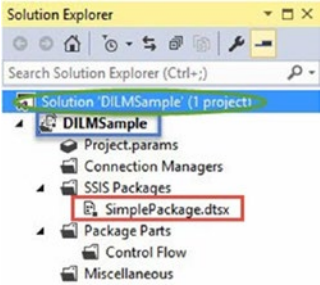 Solution Explorer
Search Solution Explorer (Ctrl+;)
Solution 'DILMSample' (1 project)
DILMSample
Project.params
Connection Managers
SSIS Packages
SimplePackage.dtsx
Package Parts
Control Flow
Miscellaneous